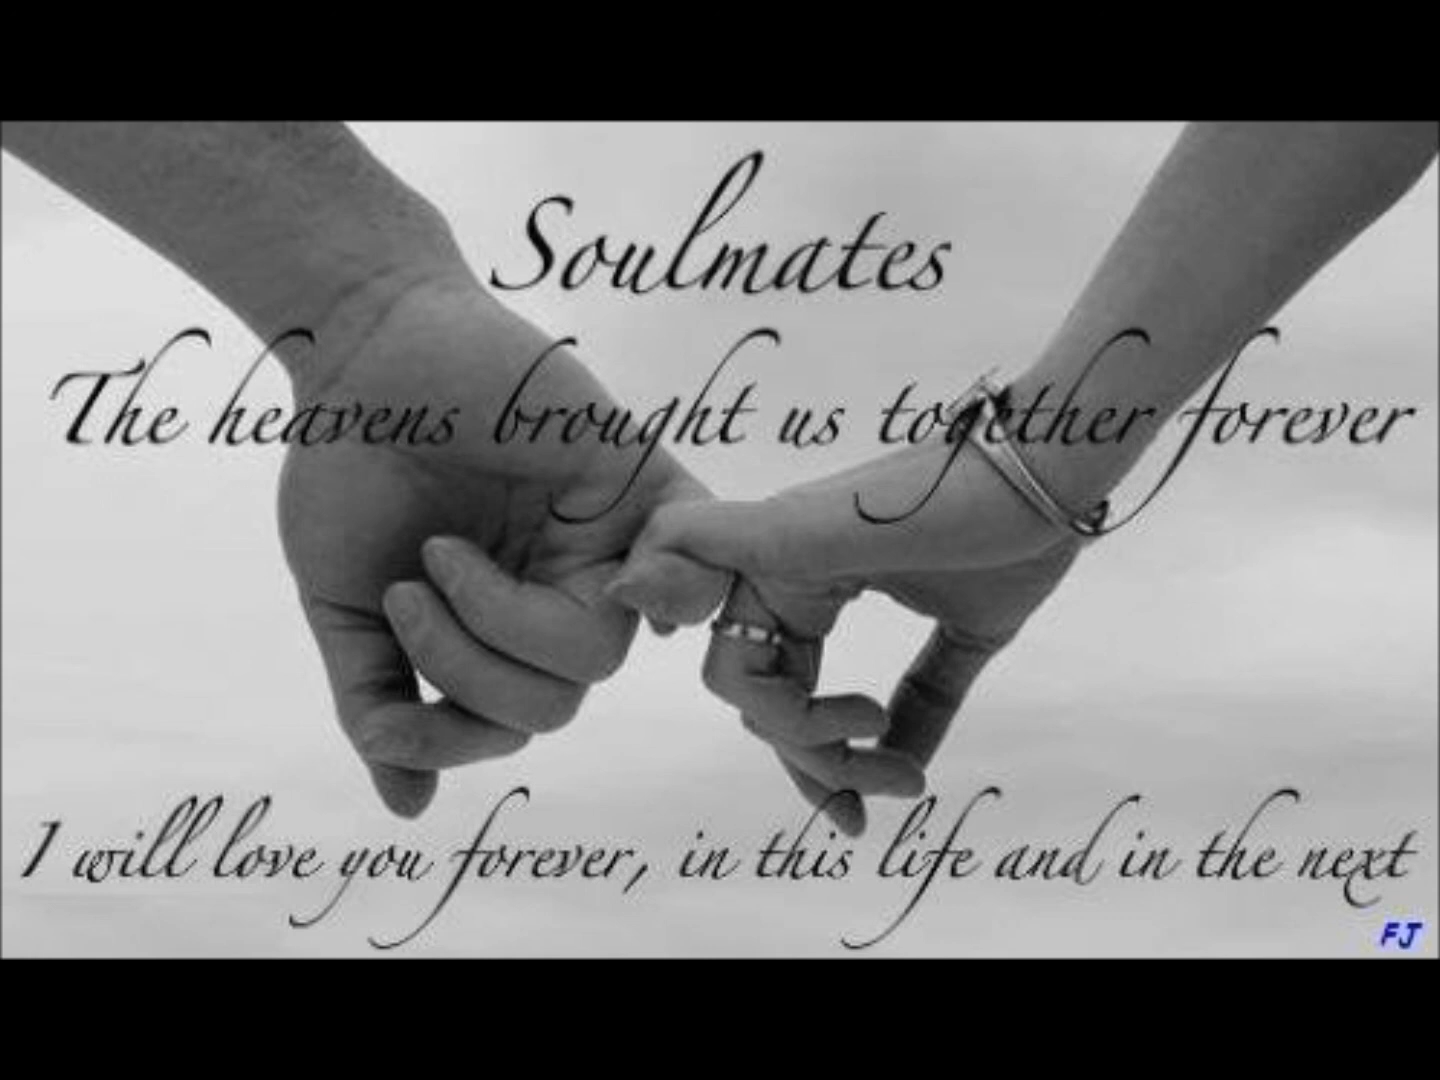 Soulmates
The heavens brought us together forever
I will love you forever, in this life and in the next
FJ